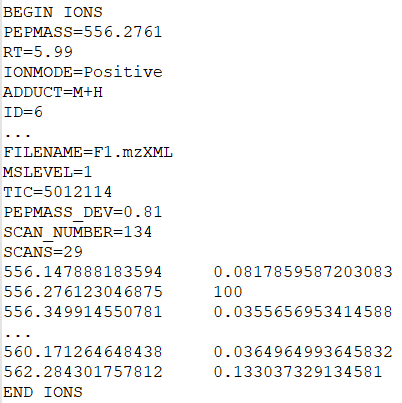 BEGIN IONS
PEPMASS=556.2761
RT=5.99
IONMODE=Positive
ADDUCT=M+H
ID=6
...
FILENAME=F1.mzXML
MSLEVEL=1
TIC=5012114
PEPMASS_DEV=0.81
SCAN_NUMBER=134
SCANS=29
556.147888183594 0.0817859587203083
556.276123046875 100
556.349914550781 0.0355656953414588
...
560.171264648438 0.0364964993645832
562.284301757812 0.133037329134581
END IONS